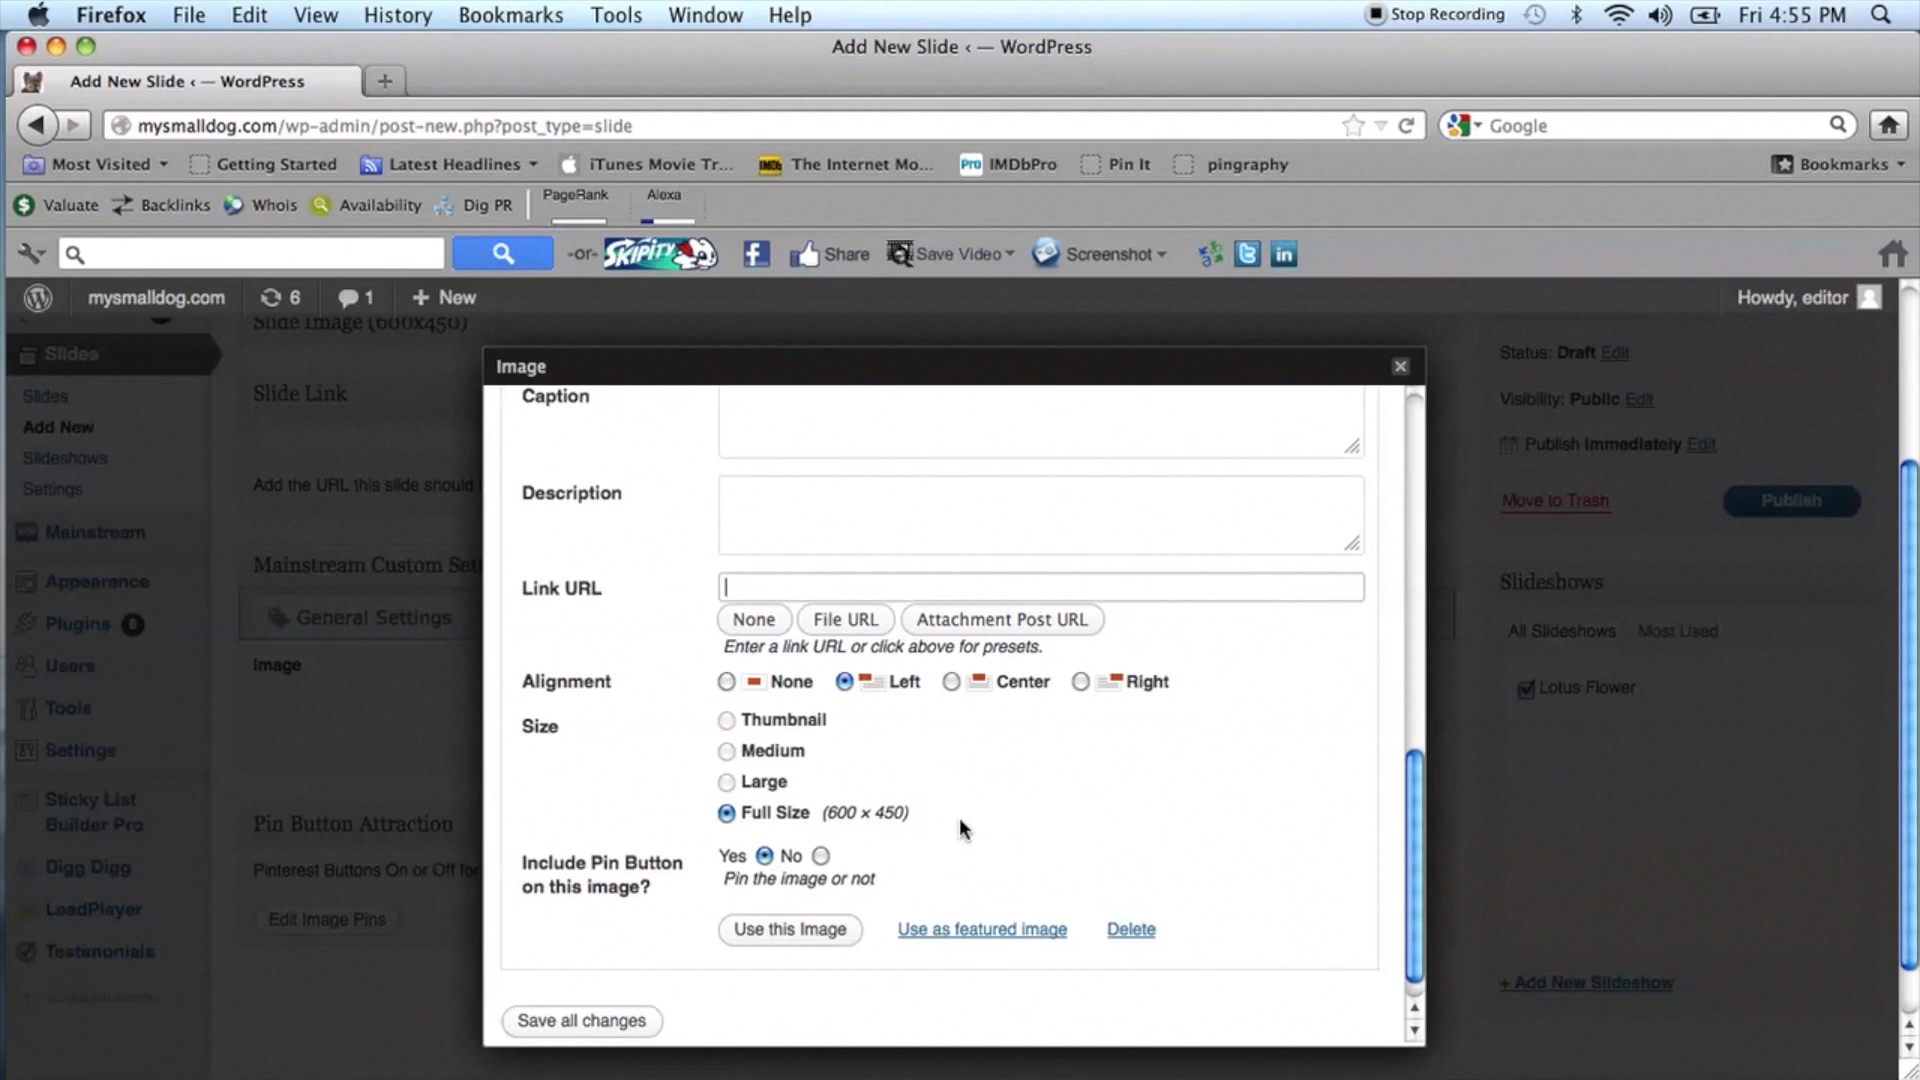 Firefox File Edit View History Bookmarks Tools Window Help Stop Recording Fri 4:55 PM
Add New Slide ‹ — WordPress
Add New Slide ‹ — WordPress
mysmalldog.com/wp-admin/post-new.php?post_type=slide Google
Most Visited Getting Started Latest Headlines iTunes Movie Tr... IMDb The Internet Mo... Pro IMDbPro Pin It pingraphy Bookmarks
Valuate Backlinks Whois Availability Dig PR PageRank Alexa
-or- SKIPITY Share Save Video Screenshot
mysmalldog.com 6 1 + New Howdy, editor
Slide Image (600x450)
Slides
Slides
Add New
Slideshows
Settings
Mainstream
Appearance
Plugins 6
Users
Tools
Settings
Sticky List
Builder Pro
Digg Digg
LeadPlayer
Testimonials
Slide Link
Add the URL this slide should
Mainstream Custom Set
General Settings
Image
Pin Button Attraction
Pinterest Buttons On or Off for
Edit Image Pins
Image
Caption
Description
Link URL
None File URL Attachment Post URL
Enter a link URL or click above for presets.
Alignment None Left Center Right
Size Thumbnail
Medium
Large
Full Size (600 × 450)
Include Pin Button
on this image?
Yes No
Pin the image or not
Use this Image Use as featured image Delete
Save all changes
Status: Draft Edit
Visibility: Public Edit
Publish Immediately Edit
Move to Trash Publish
Slideshows
All Slideshows Most Used
Lotus Flower
+ Add New Slideshow